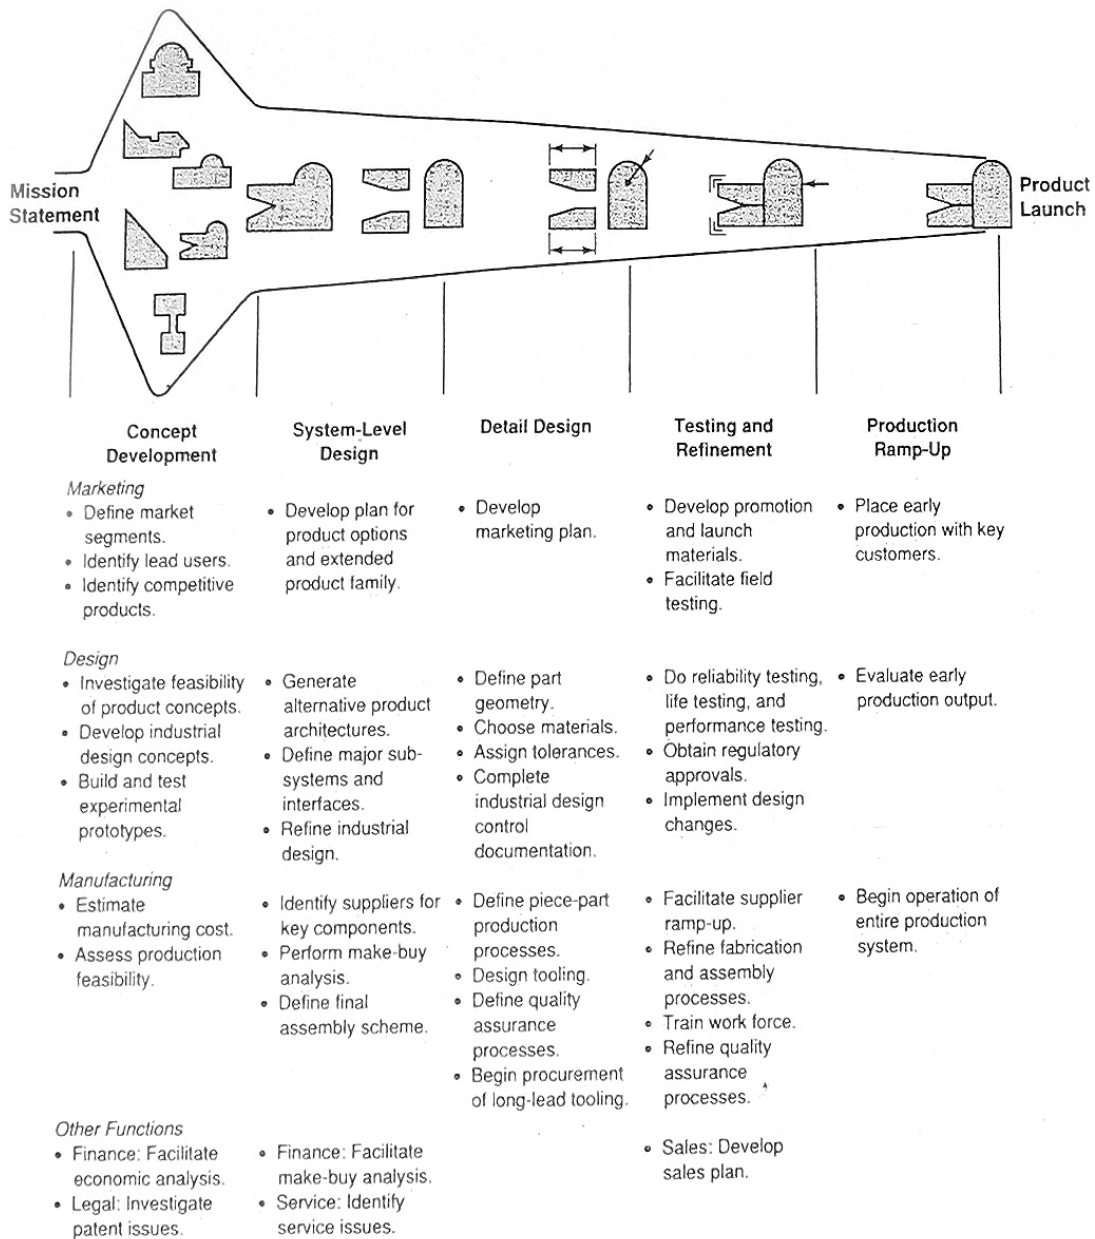 Mission
Statement
Product
Launch
Concept
Development
System-Level
Design
Detail Design
Testing and
Refinement
Production
Ramp-Up
Marketing
• Define market
segments.
• Identify lead users.
• Identify competitive
products.
• Develop plan for
product options
and extended
product family.
• Develop
marketing plan.
• Develop promotion
and launch
materials.
• Facilitate field
testing.
• Place early
production with key
customers.
Design
• Investigate feasibility
of product concepts.
• Develop industrial
design concepts.
• Build and test
experimental
prototypes.
• Generate
alternative product
architectures.
• Define major sub-
systems and
interfaces.
• Refine industrial
design.
• Define part
geometry.
• Choose materials.
• Assign tolerances.
• Complete
industrial design
control
documentation.
• Do reliability testing,
life testing, and
performance testing.
• Obtain regulatory
approvals.
• Implement design
changes.
• Evaluate early
production output.
Manufacturing
• Estimate
manufacturing cost.
• Assess production
feasibility.
• Identify suppliers for
key components.
• Perform make-buy
analysis.
• Define final
assembly scheme.
• Define piece-part
production
processes.
• Design tooling.
• Define quality
assurance
processes.
• Begin procurement
of long-lead tooling.
• Facilitate supplier
ramp-up.
• Refine fabrication
and assembly
processes.
• Train work force.
• Refine quality
assurance
processes.
• Begin operation of
entire production
system.
Other Functions
• Finance: Facilitate
economic analysis.
• Legal: Investigate
patent issues.
• Finance: Facilitate
make-buy analysis.
• Service: Identify
service issues.
• Sales: Develop
sales plan.